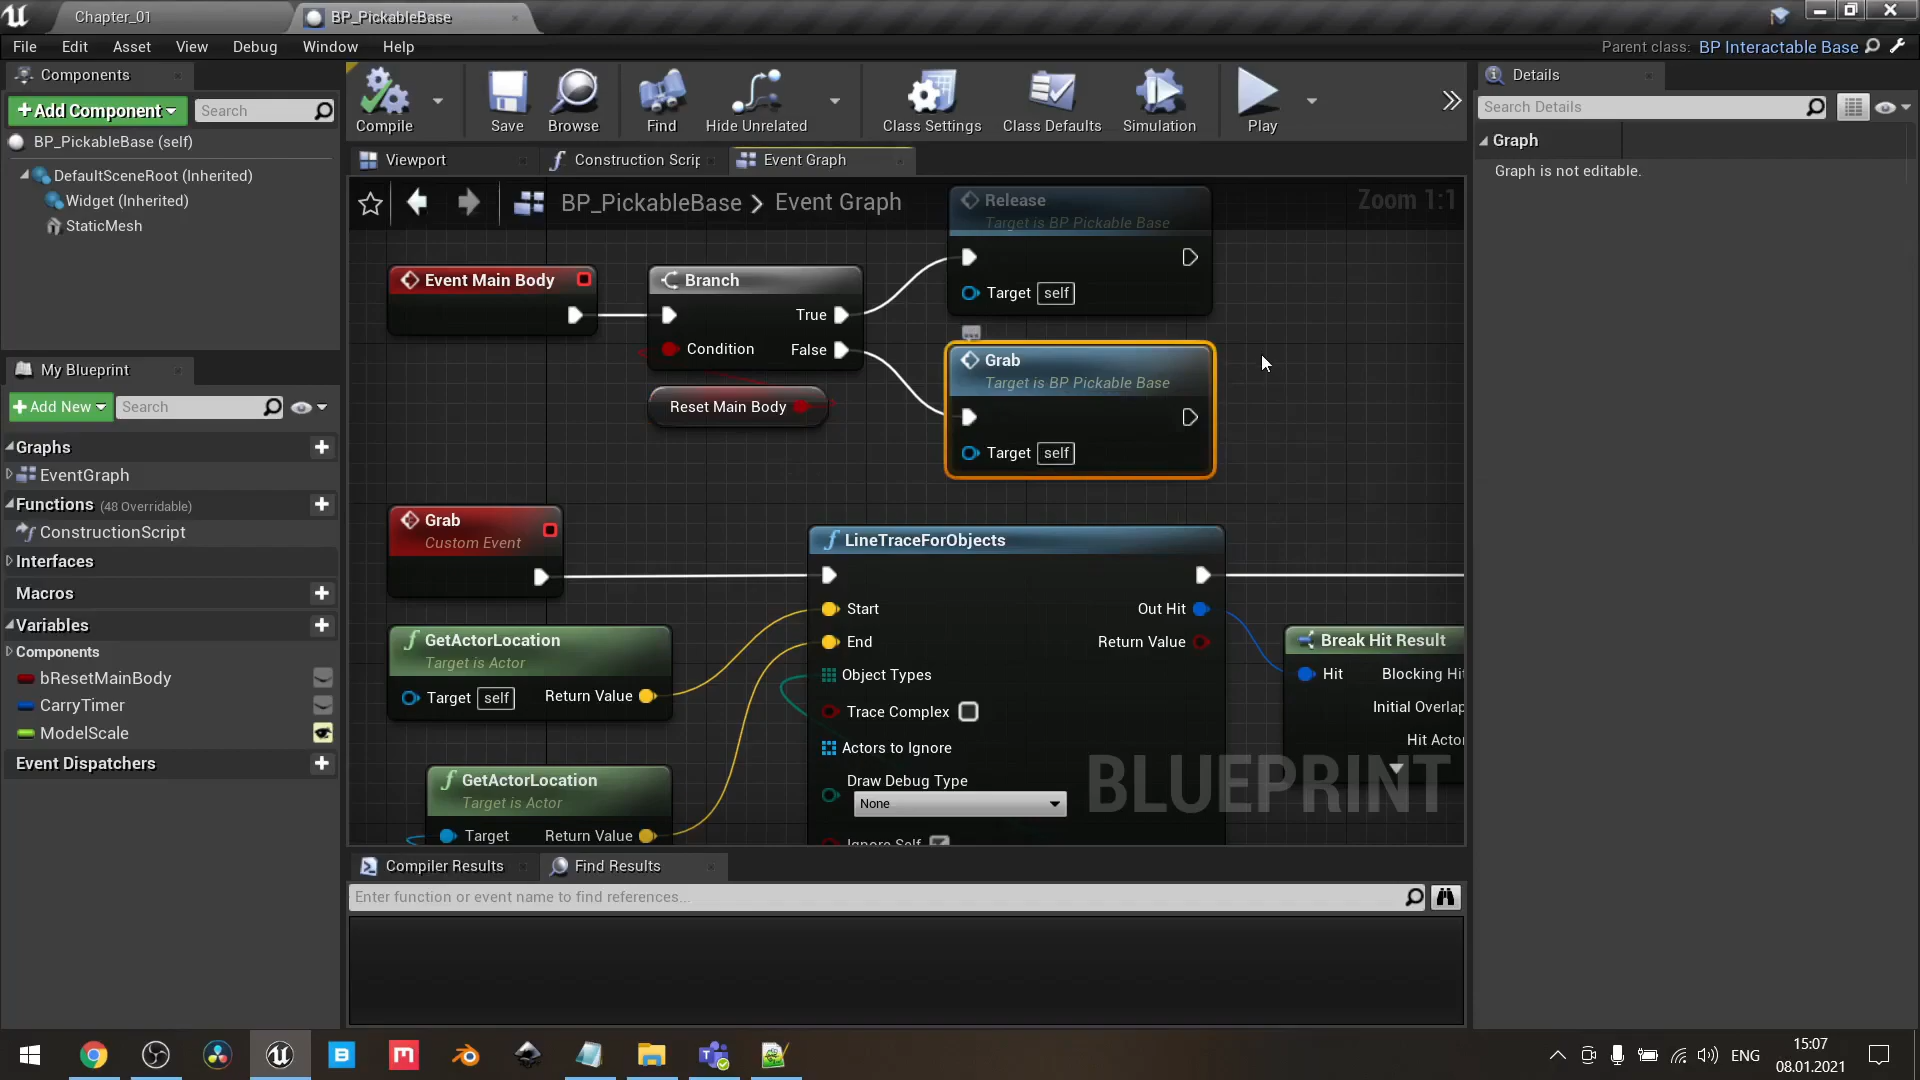 Chapter_01
BP_PickableBase
File Edit Asset View Debug Window Help
Parent class: BP Interactable Base
Components
Add Component
Search
BP_PickableBase (self)
DefaultSceneRoot (Inherited)
Widget (Inherited)
StaticMesh
My Blueprint
Add New
Search
Graphs
EventGraph
Functions (48 Overridable)
ConstructionScript
Interfaces
Macros
Variables
Components
bResetMainBody
CarryTimer
ModelScale
Event Dispatchers
Compile Save Browse Find Hide Unrelated Class Settings Class Defaults Simulation Play
Viewport
Construction Scrip
Event Graph
BP_PickableBase > Event Graph
Zoom 1:1
Release
Target is BP Pickable Base
Target self
Event Main Body
Branch
True
Condition False
Reset Main Body
Grab
Target is BP Pickable Base
Target self
Grab
Custom Event
LineTraceForObjects
Start Out Hit
End Return Value
Object Types
Trace Complex
Actors to Ignore
Draw Debug Type
None
Ignore Self
GetActorLocation
Target is Actor
Target self Return Value
GetActorLocation
Target is Actor
Target Return Value
Break Hit Result
Hit Blocking Hit
Initial Overlap
Hit Actor
BLUEPRINT
Compiler Results
Find Results
Enter function or event name to find references...
Details
Search Details
Graph
Graph is not editable.
ENG
15:07
08.01.2021